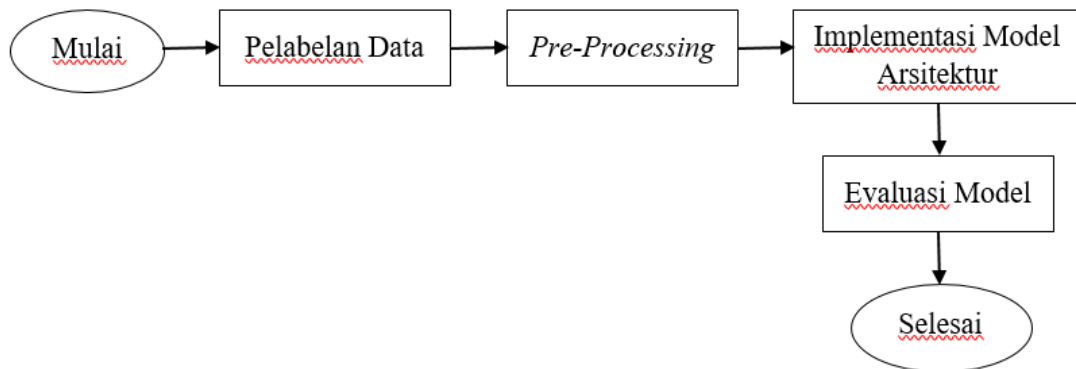 Mulai
Pelabelan Data
Pre-Processing
Implementasi Model
Arsitektur
Evaluasi Model
Selesai